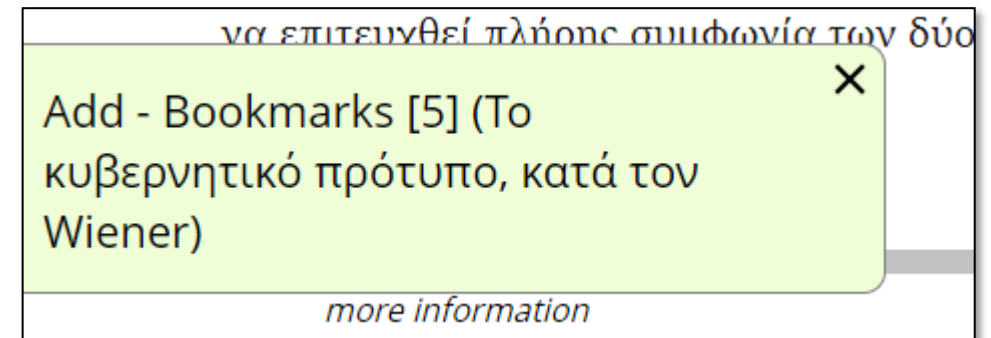 να επιτευχθεί πλήρης συμφωνία των δύο
Add - Bookmarks [5] (Το
κυβερνητικό πρότυπο, κατά τον
Wiener)
more information